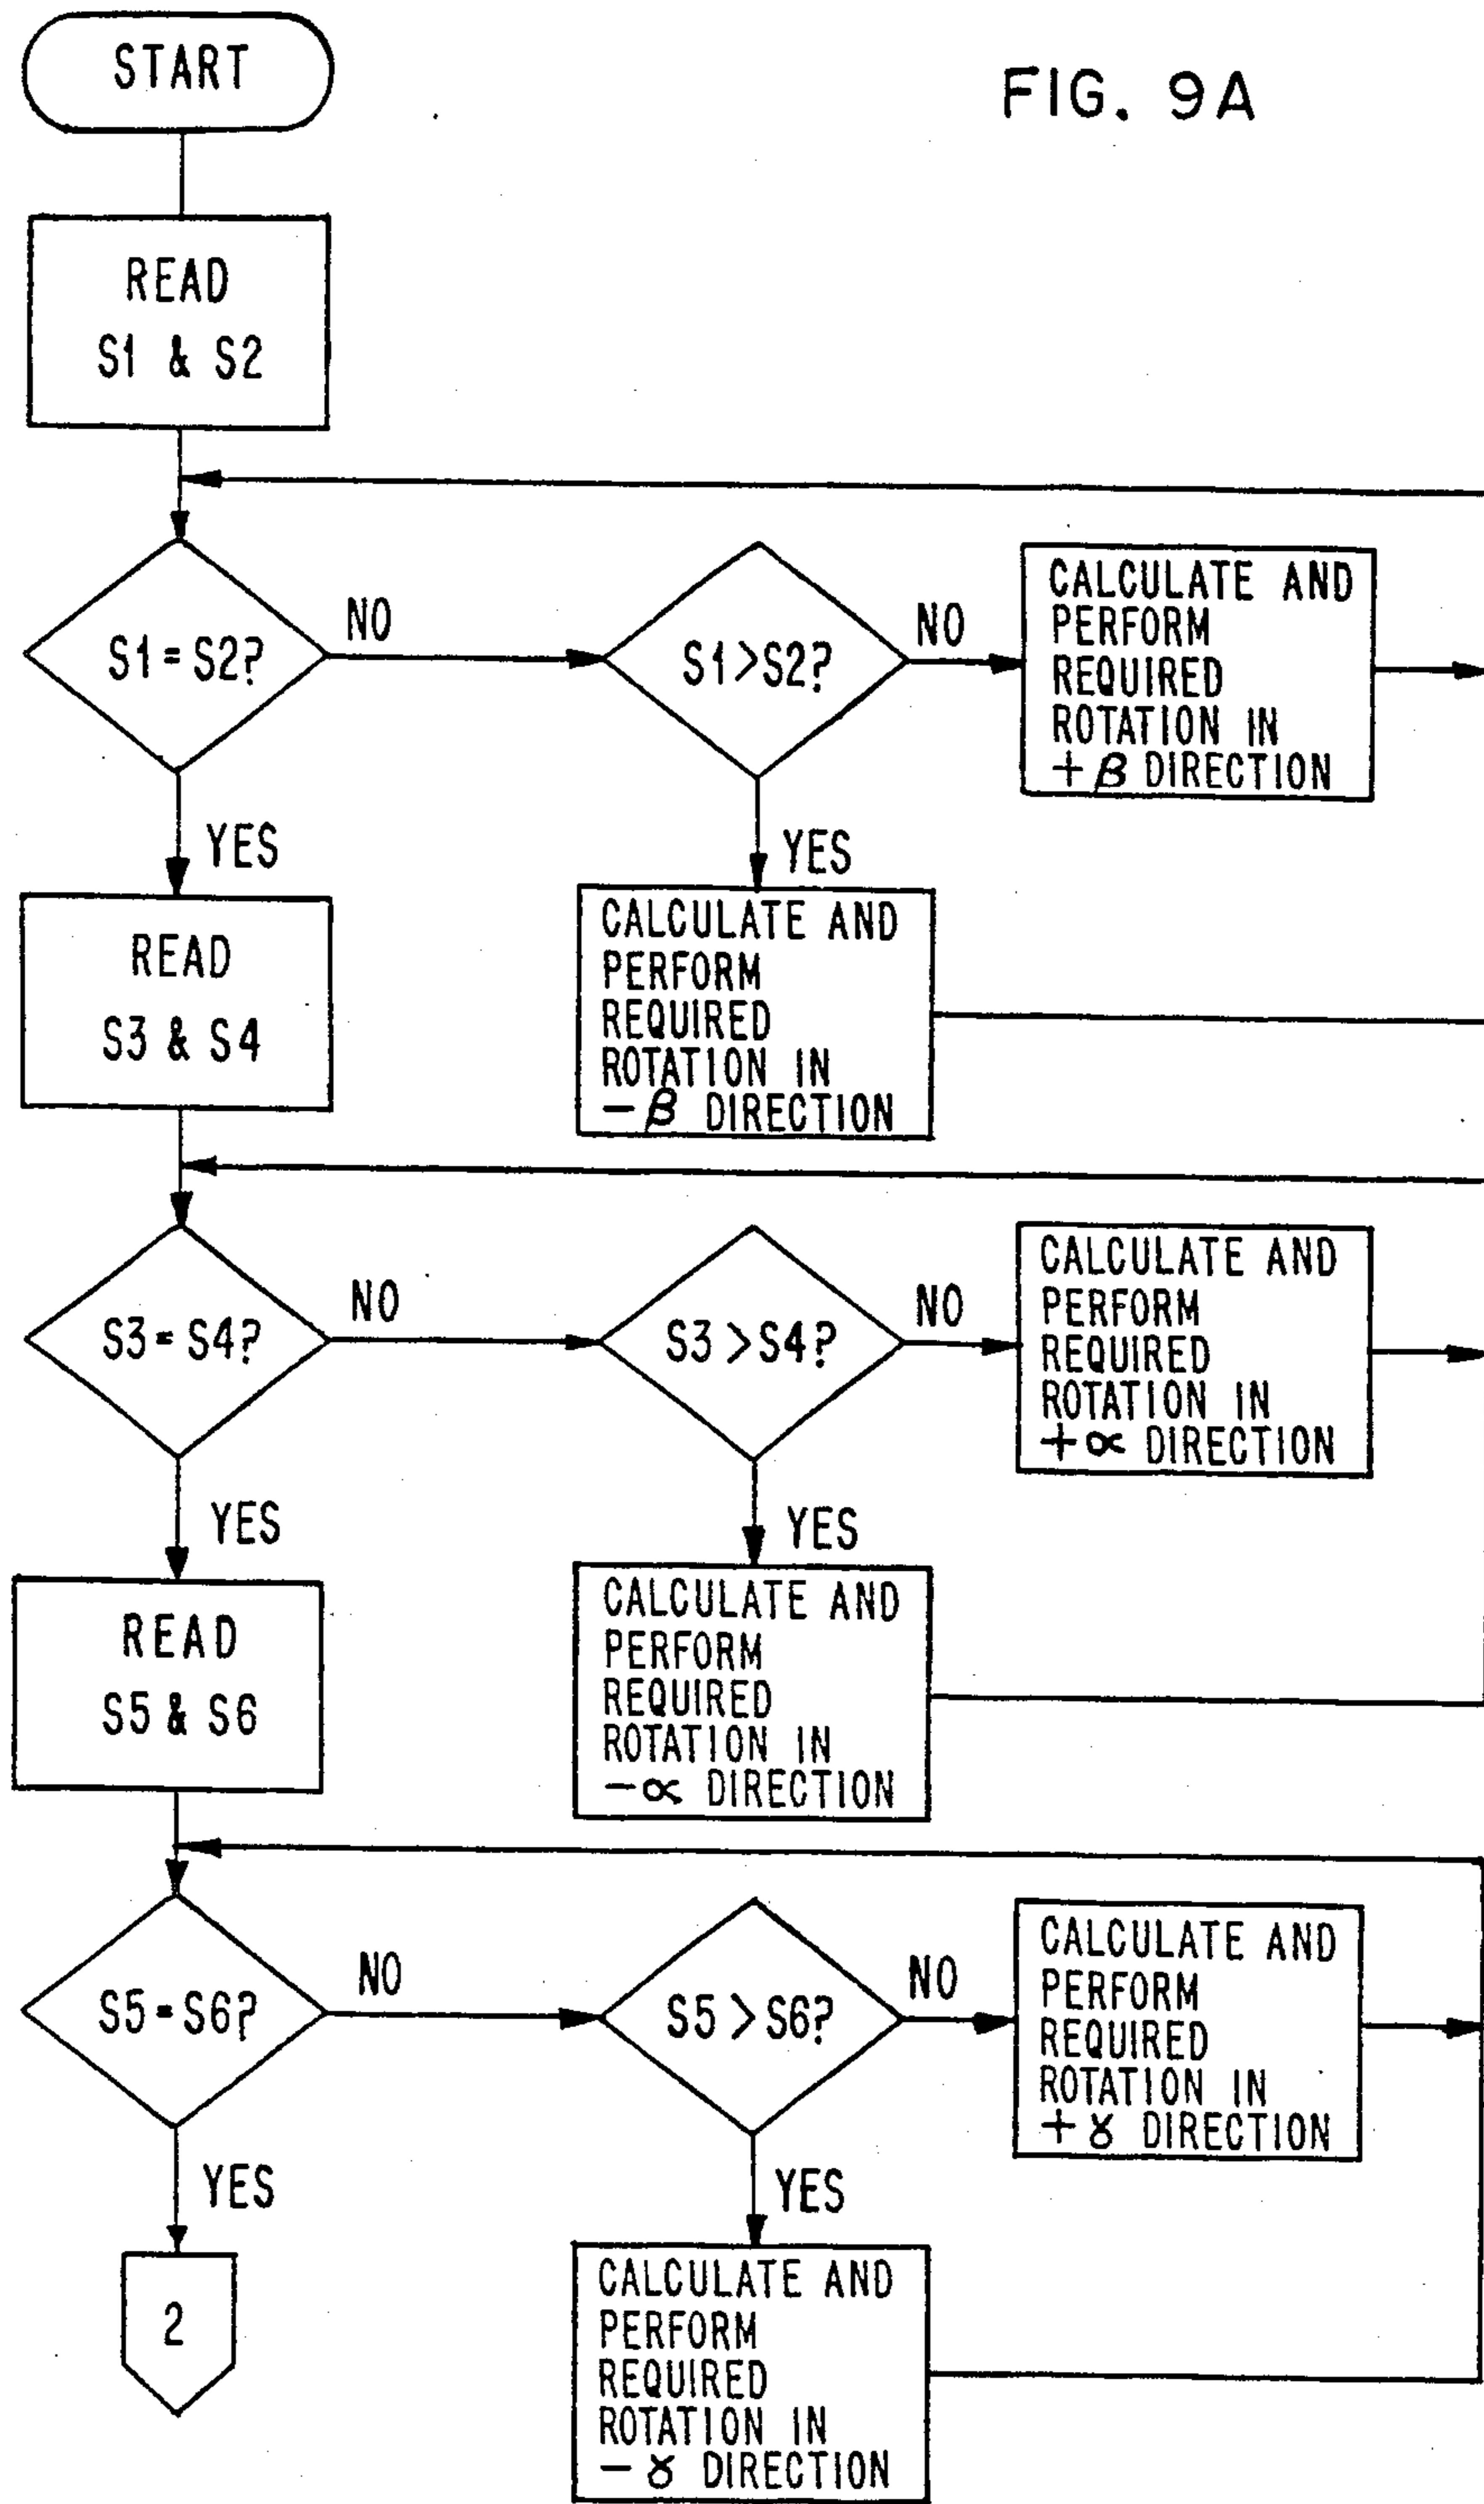 FIG. 9A
START
READ
S1 & S2
S1 = S2?
NO
S1 > S2?
NO
CALCULATE AND
PERFORM
REQUIRED
ROTATION IN
+ β DIRECTION
YES
YES
READ
S3 & S4
CALCULATE AND
PERFORM
REQUIRED
ROTATION IN
- β DIRECTION
S3 = S4?
NO
S3 > S4?
NO
CALCULATE AND
PERFORM
REQUIRED
ROTATION IN
+ ∝ DIRECTION
YES
YES
READ
S5 & S6
CALCULATE AND
PERFORM
REQUIRED
ROTATION IN
- ∝ DIRECTION
S5 = S6?
NO
S5 > S6?
NO
CALCULATE AND
PERFORM
REQUIRED
ROTATION IN
+ ɣ DIRECTION
YES
YES
2
CALCULATE AND
PERFORM
REQUIRED
ROTATION IN
- ɣ DIRECTION